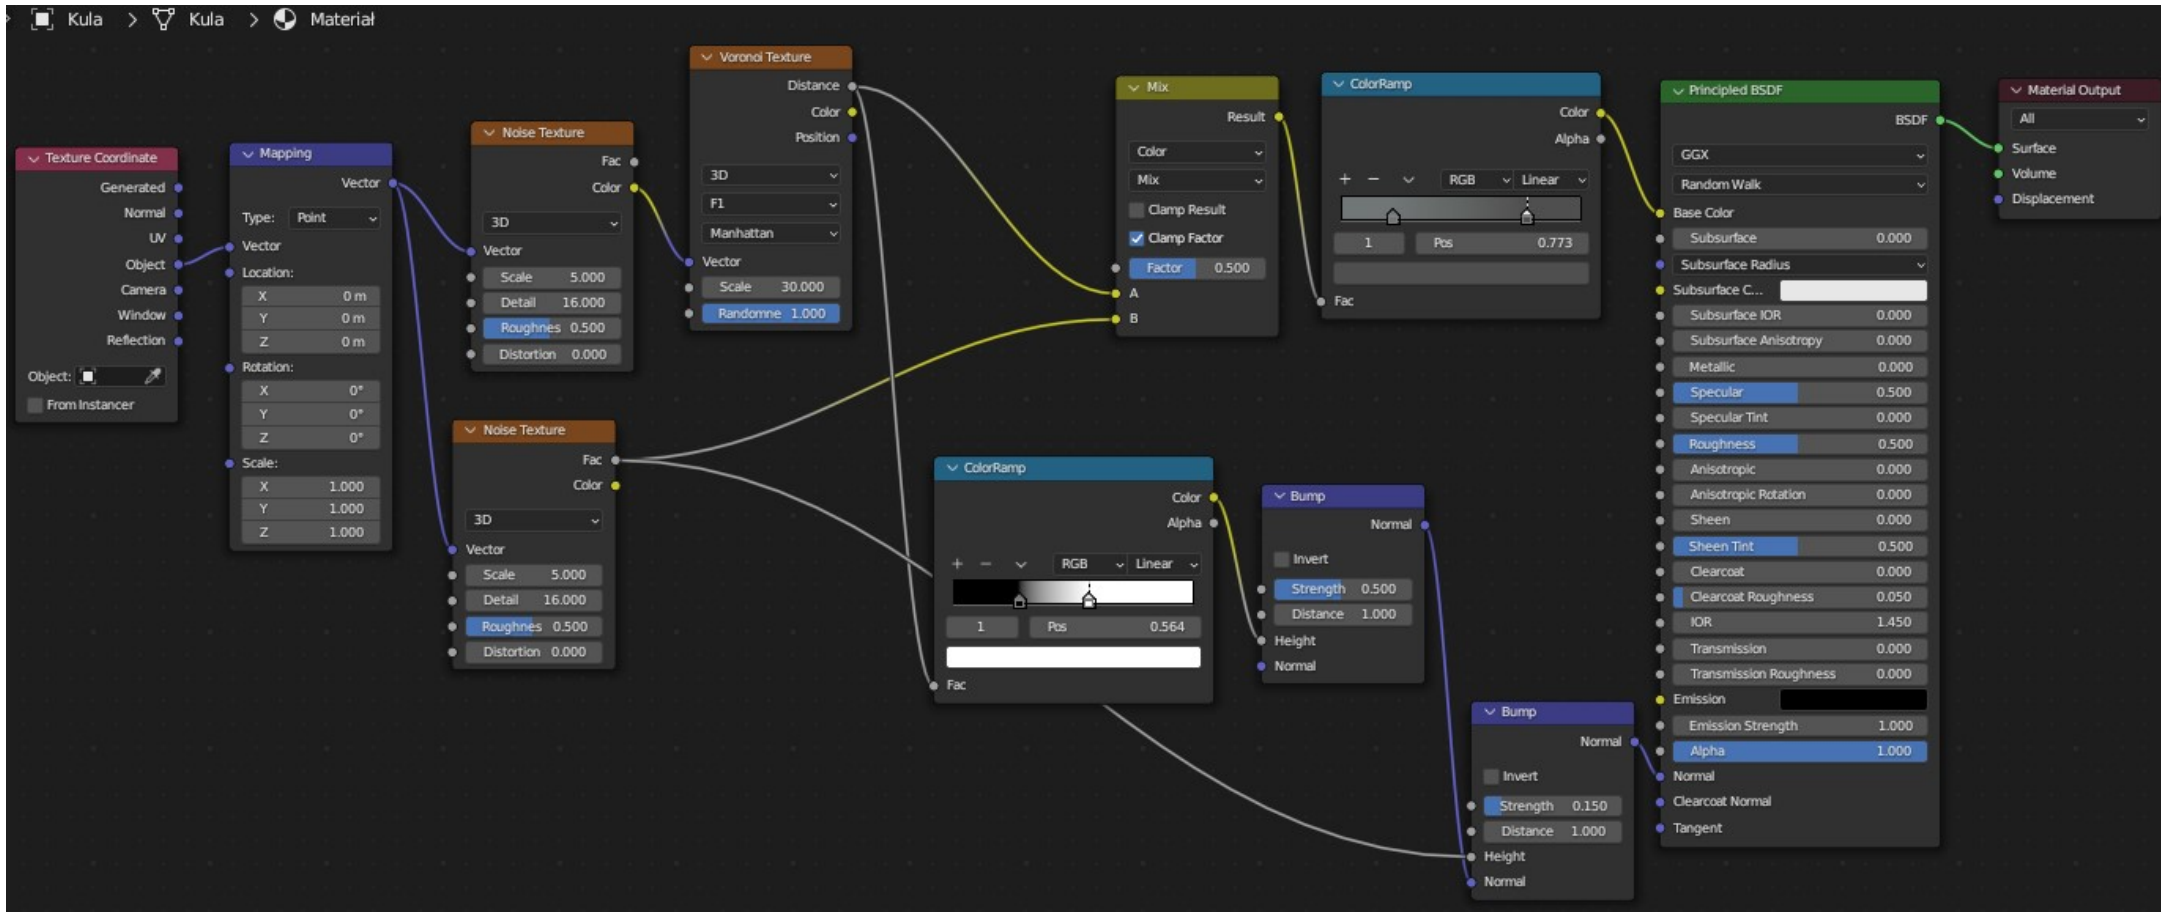 Kula > Kula > Materiał
Texture Coordinate
Generated
Normal
UV
Object
Camera
Window
Reflection
Object:
From Instancer
Mapping
Vector
Type: Point
Vector
Location:
X 0 m
Y 0 m
Z 0 m
Rotation:
X 0°
Y 0°
Z 0°
Scale:
X 1.000
Y 1.000
Z 1.000
Noise Texture
Fac
Color
3D
Vector
Scale 5.000
Detail 16.000
Roughnes 0.500
Distortion 0.000
Noise Texture
Fac
Color
3D
Vector
Scale 5.000
Detail 16.000
Roughnes 0.500
Distortion 0.000
Voronoi Texture
Distance
Color
Position
3D
F1
Manhattan
Vector
Scale 30.000
Randomne 1.000
Mix
Result
Color
Mix
Clamp Result
Clamp Factor
Factor 0.500
A
B
ColorRamp
Color
Alpha
+ − RGB Linear
1 Pos 0.773
Fac
ColorRamp
Color
Alpha
+ − RGB Linear
1 Pos 0.564
Fac
Bump
Normal
Invert
Strength 0.500
Distance 1.000
Height
Normal
Bump
Normal
Invert
Strength 0.150
Distance 1.000
Height
Normal
Principled BSDF
BSDF
GGX
Random Walk
Base Color
Subsurface 0.000
Subsurface Radius
Subsurface C...
Subsurface IOR 0.000
Subsurface Anisotropy 0.000
Metallic 0.000
Specular 0.500
Specular Tint 0.000
Roughness 0.500
Anisotropic 0.000
Anisotropic Rotation 0.000
Sheen 0.000
Sheen Tint 0.500
Clearcoat 0.000
Clearcoat Roughness 0.050
IOR 1.450
Transmission 0.000
Transmission Roughness 0.000
Emission
Emission Strength 1.000
Alpha 1.000
Normal
Clearcoat Normal
Tangent
Material Output
All
Surface
Volume
Displacement